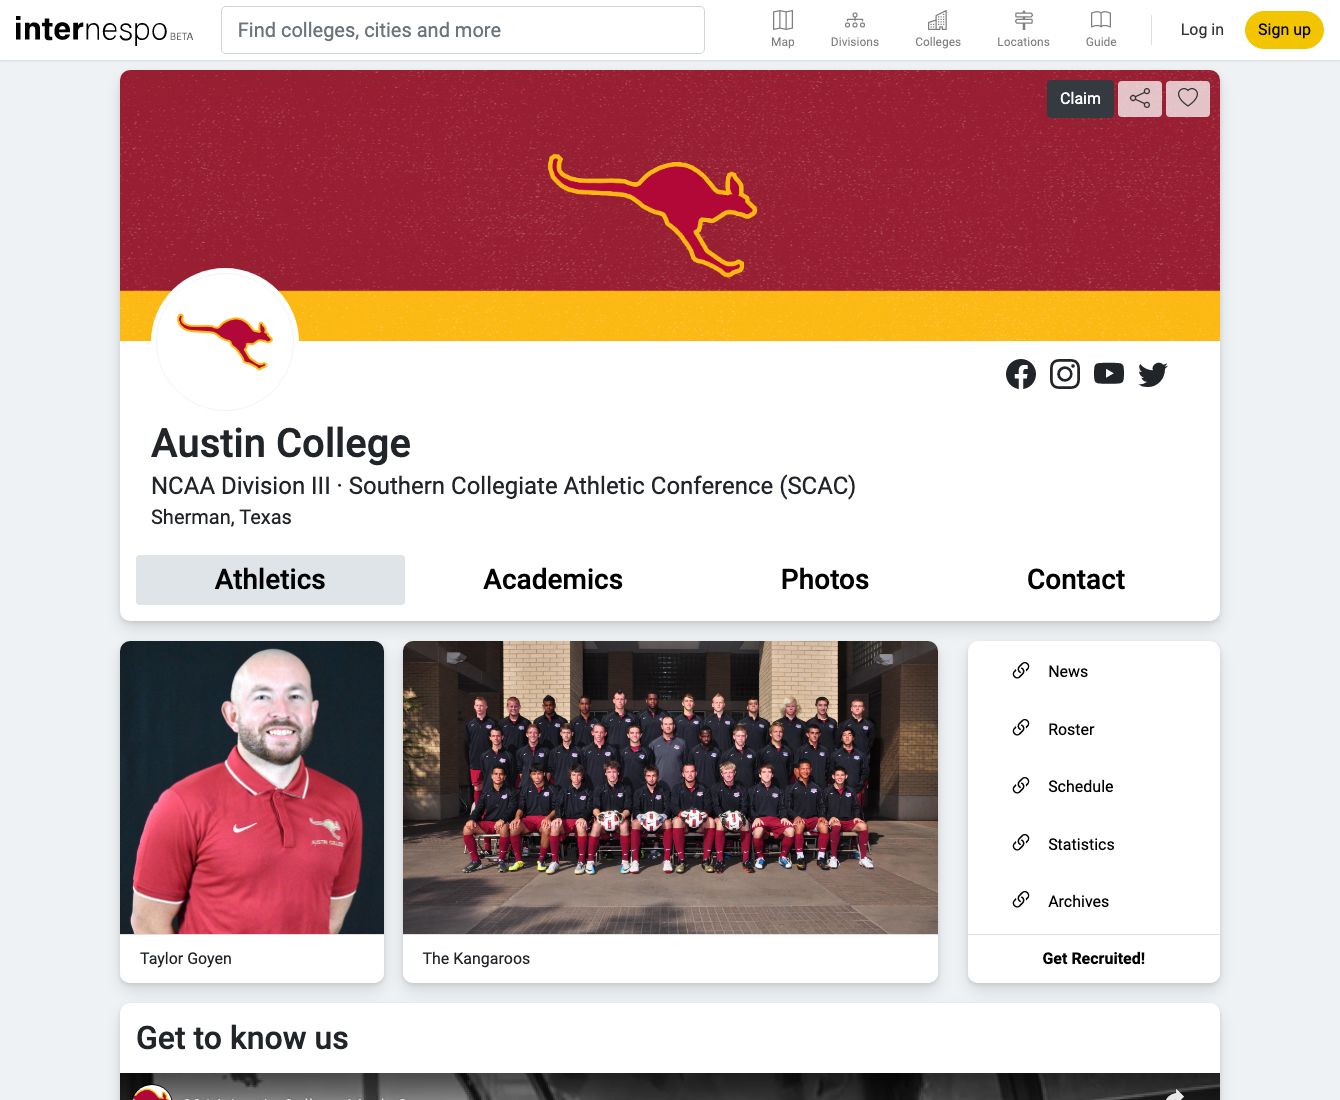 internespo BETA
Find colleges, cities and more
Map
Divisions
Colleges
Locations
Guide
Log in
Sign up
Claim
Austin College
NCAA Division III · Southern Collegiate Athletic Conference (SCAC)
Sherman, Texas
Athletics
Academics
Photos
Contact
AUSTIN COLLEGE
News
Roster
Schedule
Statistics
Archives
Taylor Goyen
The Kangaroos
Get Recruited!
Get to know us